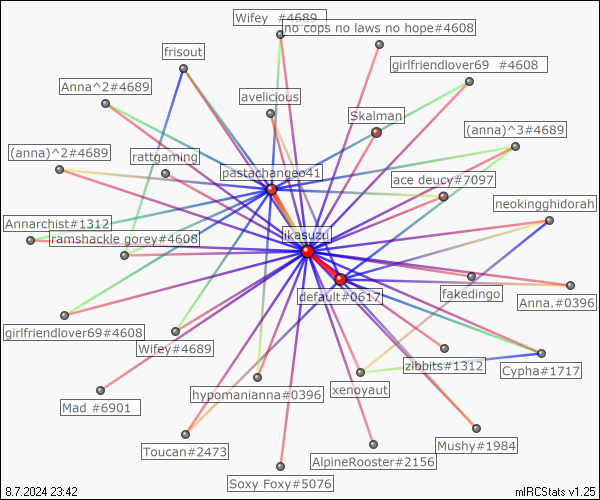 Wifey #4689
no cops no laws no hope#4608
frisout
girlfriendlover69 #4608
Anna^2#4689
avelicious
Skalman
(anna)^3#4689
(anna)^2#4689
rattgaming
pastachangeo41
ace deucy#7097
neokingghidorah
Annarchist#1312
ramshackle gorey#4608
ikasuzu
default#0617
fakedingo
Anna.#0396
girlfriendlover69#4608
Wifey#4689
zibbits#1312
Cypha#1717
hypomanianna#0396
xenoyaut
Mad #6901
Toucan#2473
Mushy#1984
AlpineRooster#2156
Soxy Foxy#5076
8.7.2024 23:42
mIRCStats v1.25